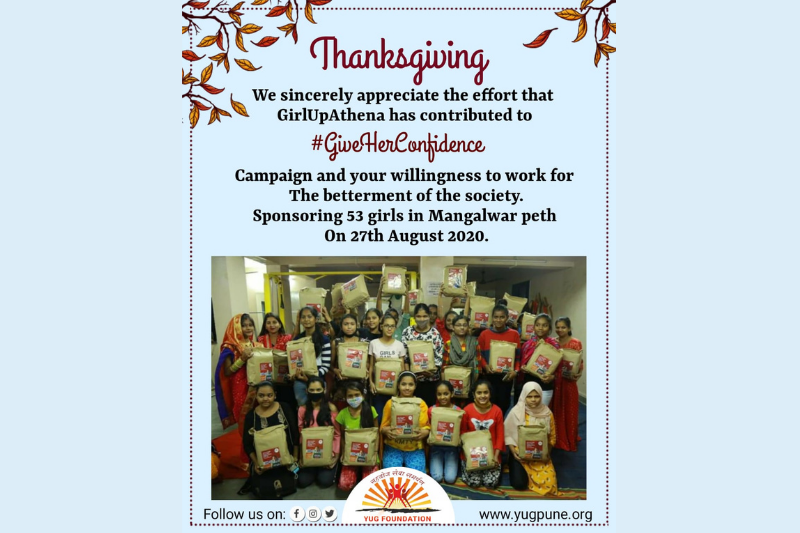 Thanksgiving
We sincerely appreciate the effort that
GirlUpAthena has contributed to
#GiveHerConfidence
Campaign and your willingness to work for
The betterment of the society.
Sponsoring 53 girls in Mangalwar peth
On 27th August 2020.
GIRLS
YUG FOUNDATION
Follow us on:
www.yugpune.org